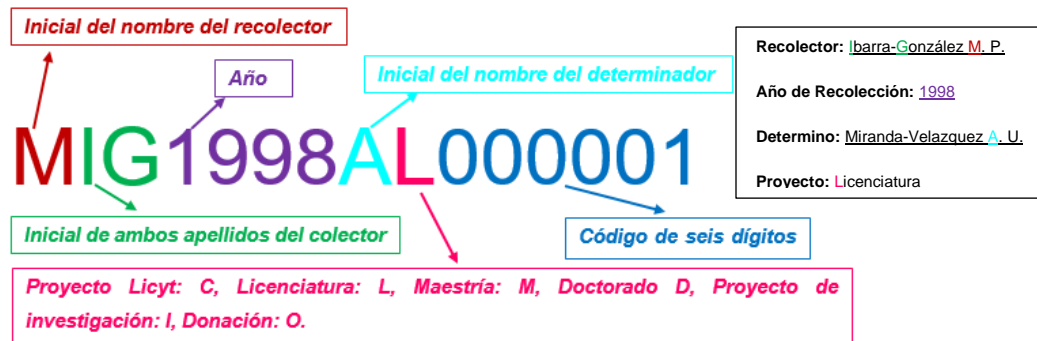 Inicial del nombre del recolector
Año
Inicial del nombre del determinador
MIG1998AL000001
Inicial de ambos apellidos del colector
Código de seis dígitos
Proyecto Licyt: C, Licenciatura: L, Maestría: M, Doctorado D, Proyecto de
investigación: I, Donación: O.
Recolector: Ibarra-González M. P.
Año de Recolección: 1998
Determino: Miranda-Velazquez A. U.
Proyecto: Licenciatura